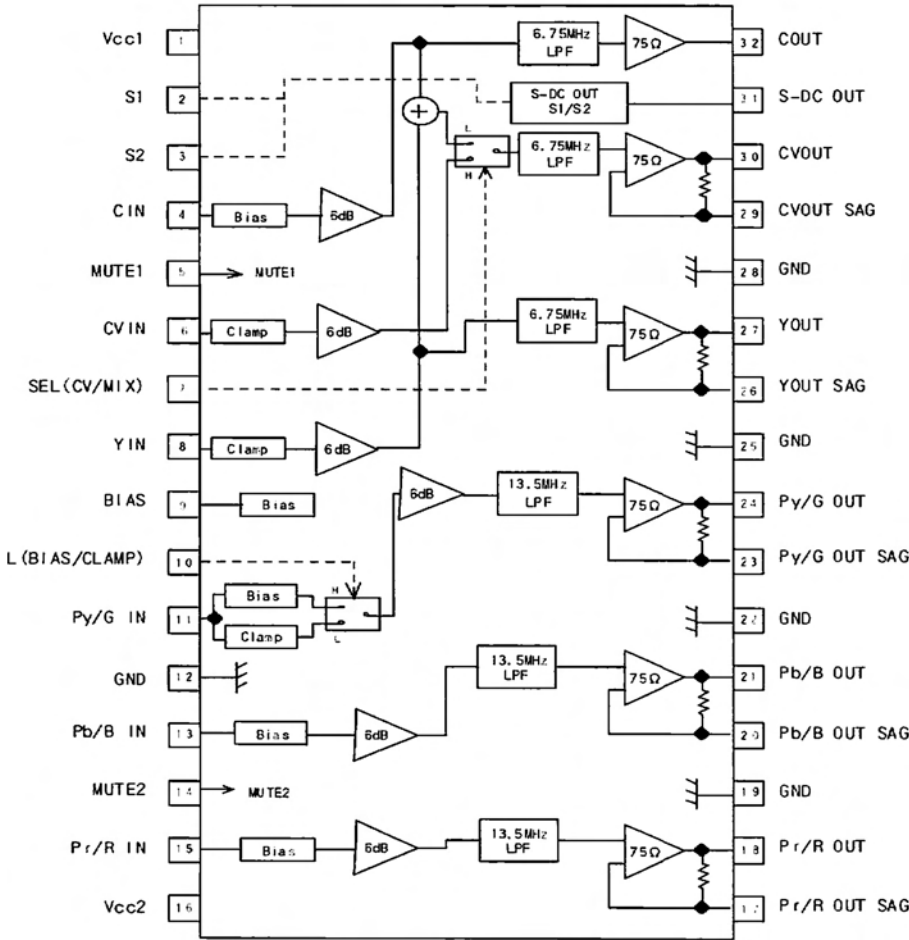 Vcc1 1
S1 2
S2 3
CIN 4
MUTE1 5
CVIN 6
SEL(CV/MIX) 7
YIN 8
BIAS 9
L(BIAS/CLAMP) 10
Py/G IN 11
GND 12
Pb/B IN 13
MUTE2 14
Pr/R IN 15
Vcc2 16
6.75MHz
LPF
75Ω
S-DC OUT
S1/S2
+
L
H
6.75MHz
LPF
75Ω
Bias
6dB
MUTE1
Clamp
6dB
6.75MHz
LPF
75Ω
Clamp
6dB
Bias
6dB
13.5MHz
LPF
75Ω
Bias
H
Clamp
L
13.5MHz
LPF
75Ω
Bias
6dB
MUTE2
13.5MHz
LPF
75Ω
Bias
6dB
32 COUT
31 S-DC OUT
30 CVOUT
29 CVOUT SAG
28 GND
27 YOUT
26 YOUT SAG
25 GND
24 Py/G OUT
23 Py/G OUT SAG
22 GND
21 Pb/B OUT
20 Pb/B OUT SAG
19 GND
18 Pr/R OUT
17 Pr/R OUT SAG